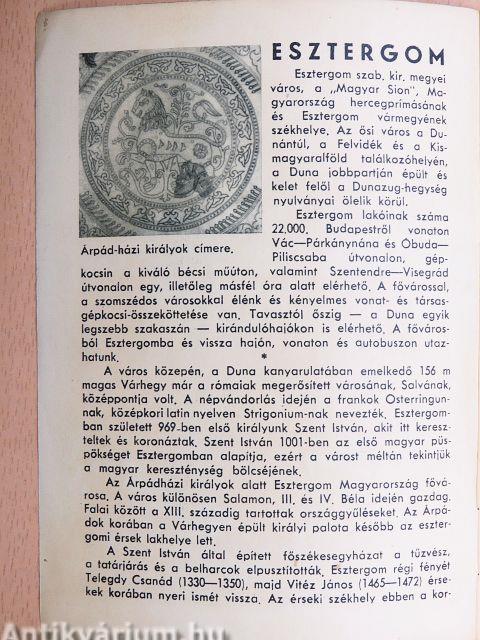 ESZTERGOM
Esztergom szab. kir. megyei
város, a „Magyar Sion", Ma-
gyarország hercegprímásának
és Esztergom vármegyének
székhelye. Az ősi város a Du-
nántúl, a Felvidék és a Kis-
magyaralföld találkozóhelyén,
a Duna jobbpartján épült és
kelet felől a Dunazug-hegység
nyulványai ölelik körül.
Esztergom lakóinak száma
22.000. Budapestről vonaton
Vác—Párkánynána és Óbuda—
Piliscsaba útvonalon, gép-
Árpád-házi királyok címere.
kocsin a kiváló bécsi műúton, valamint Szentendre—Visegrád
útvonalon egy, illetőleg másfél óra alatt elérhető. A fővárossal,
a szomszédos városokkal élénk és kényelmes vonat- és társas-
gépkocsi-összeköttetése van. Tavasztól őszig — a Duna egyik
legszebb szakaszán — kirándulóhajókon is elérhető. A főváros-
ból Esztergomba és vissza hajón, vonaton és autobuszon utaz-
hatunk.
*
A város közepén, a Duna kanyarulatában emelkedő 156 m
magas Várhegy már a rómaiak megerősített városának, Salvának,
középpontja volt. A népvándorlás idején a frankok Osterringun-
nak, középkori latin nyelven Strigonium-nak nevezték. Esztergom-
ban született 969-ben első királyunk Szent István, akit itt keresz-
teltek és koronáztak. Szent István 1001-ben az első magyar püs-
pökséget Esztergomban alapítja, ezért a várost méltán tekintjük
a magyar kereszténység bölcsejének.
Az Árpádházi királyok alatt Esztergom Magyarország fővá-
rosa. A város különösen Salamon, III. és IV. Béla idején gazdag.
Falai között a XIII. századig tartottak országgyűléseket. Az Árpá-
dok korában a Várhegyen épült királyi palota később az eszter-
gomi érsek lakhelye lett.
A Szent István által épített főszékesegyházat a tűzvész,
a tatárjárás és a belharcok elpusztították. Esztergom régi fényét
Telegdy Csanád (1330—1350), majd Vitéz János (1465—1472) érse-
kek korában nyeri ismét vissza. Az érseki székhely ebben a kor-
Antikvárium.hu